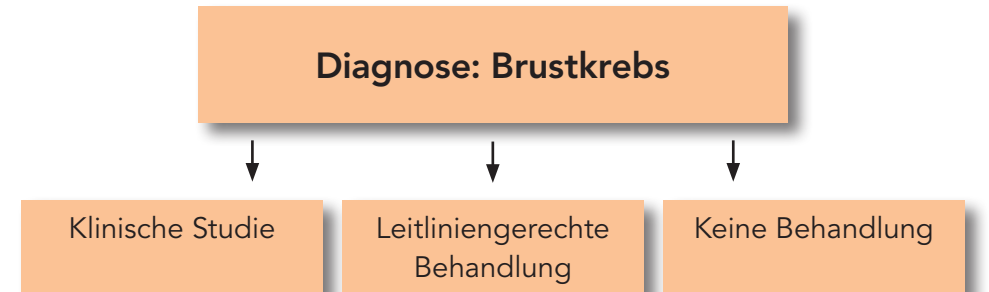 Diagnose: Brustkrebs
Klinische Studie
Leitliniengerechte
Behandlung
Keine Behandlung